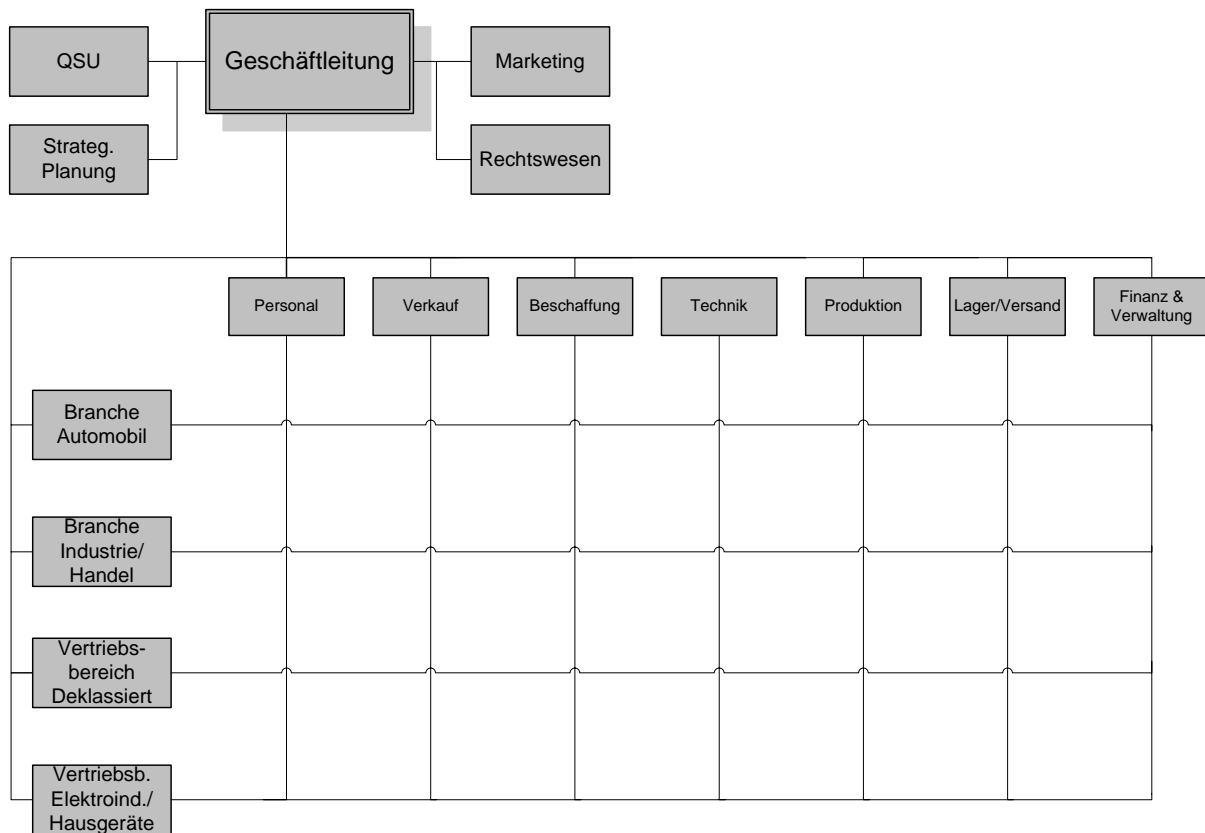 QSU
Geschäftleitung
Marketing
Strateg.
Planung
Rechtswesen
Personal
Verkauf
Beschaffung
Technik
Produktion
Lager/Versand
Finanz &
Verwaltung
Branche
Automobil
Branche
Industrie/
Handel
Vertriebs-
bereich
Deklassiert
Vertriebsb.
Elektroind./
Hausgeräte